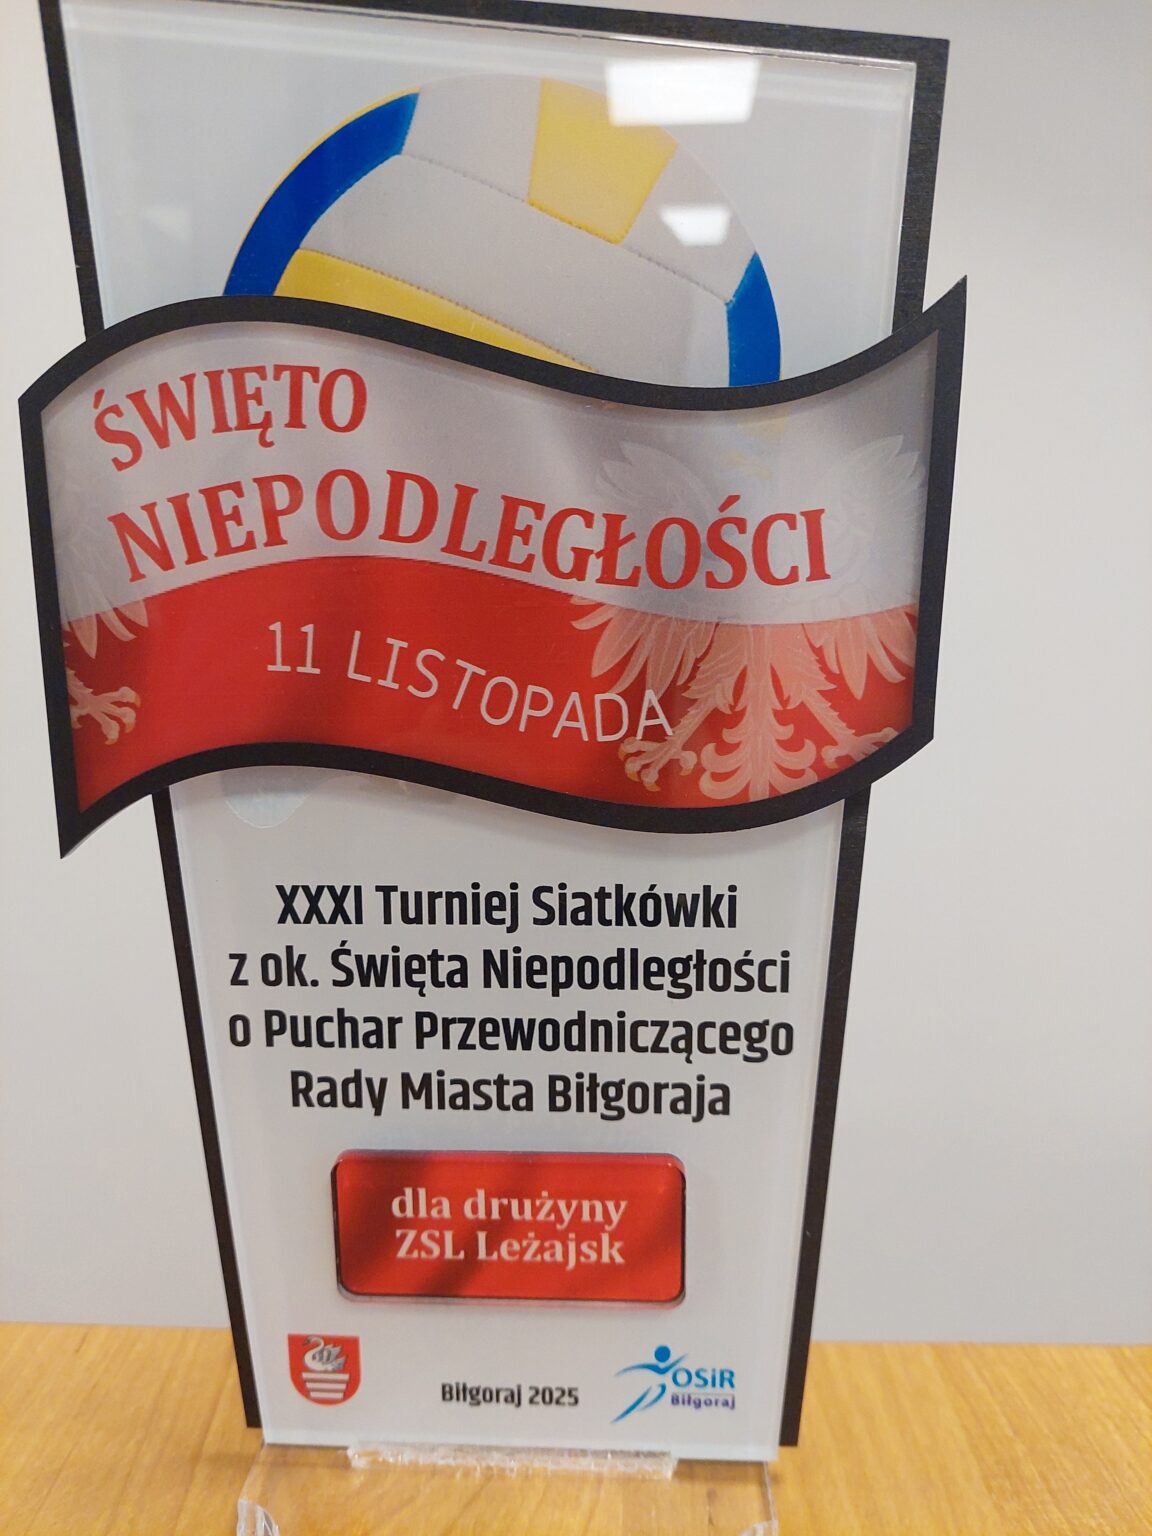 ŚWIĘTO
NIEPODLEGŁOŚCI
11 LISTOPADA
XXXI Turniej Siatkówki
z ok. Święta Niepodległości
o Puchar Przewodniczącego
Rady Miasta Biłgoraja
dla drużyny
ZSL Leżajsk
Biłgoraj 2025
OSiR
Biłgoraj